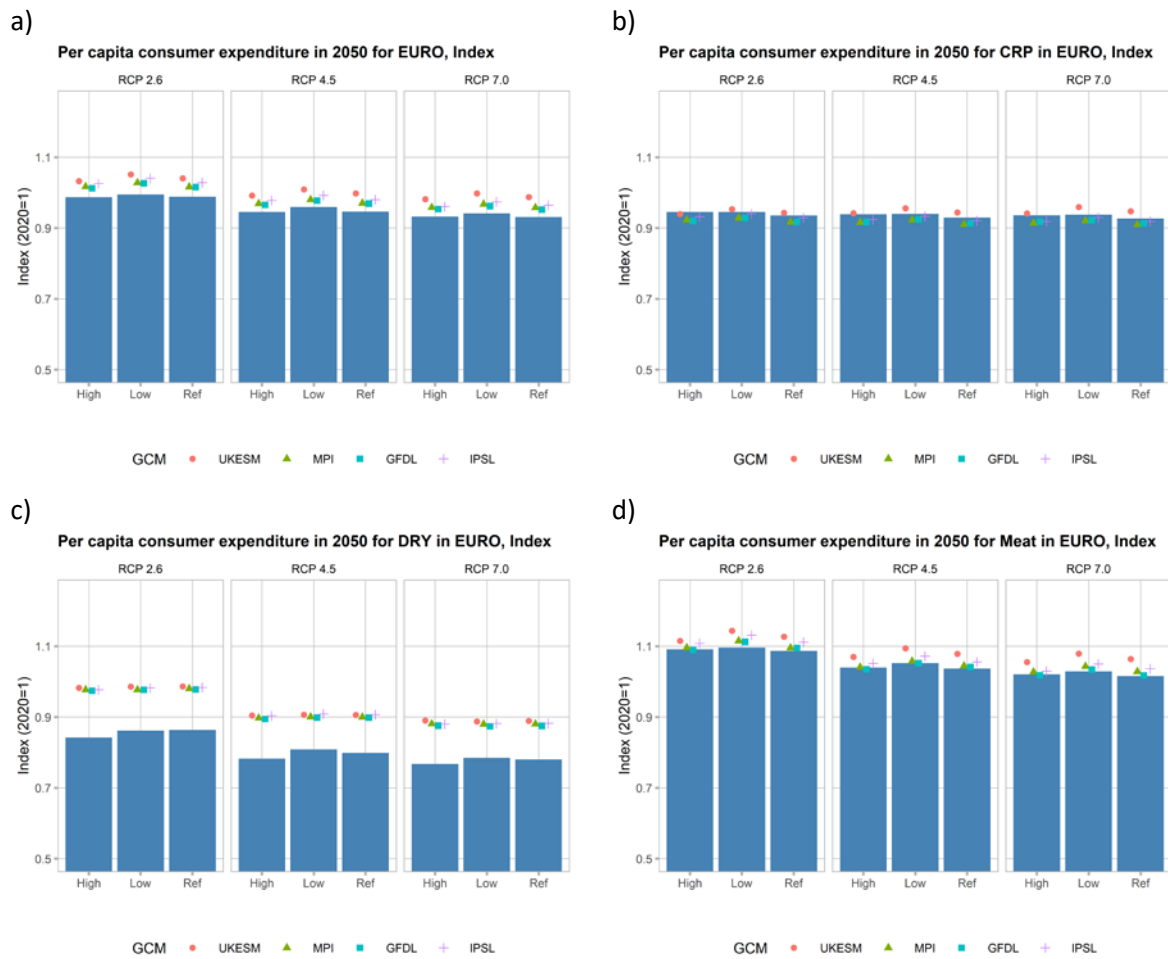 a)
Per capita consumer expenditure in 2050 for EURO, Index
RCP 2.6 RCP 4.5 RCP 7.0
Index (2020=1)
1.1
0.9
0.7
0.5
High Low Ref High Low Ref High Low Ref
GCM UKESM MPI GFDL IPSL
b)
Per capita consumer expenditure in 2050 for CRP in EURO, Index
RCP 2.6 RCP 4.5 RCP 7.0
Index (2020=1)
1.1
0.9
0.7
0.5
High Low Ref High Low Ref High Low Ref
GCM UKESM MPI GFDL IPSL
c)
Per capita consumer expenditure in 2050 for DRY in EURO, Index
RCP 2.6 RCP 4.5 RCP 7.0
Index (2020=1)
1.1
0.9
0.7
0.5
High Low Ref High Low Ref High Low Ref
GCM UKESM MPI GFDL IPSL
d)
Per capita consumer expenditure in 2050 for Meat in EURO, Index
RCP 2.6 RCP 4.5 RCP 7.0
Index (2020=1)
1.1
0.9
0.7
0.5
High Low Ref High Low Ref High Low Ref
GCM UKESM MPI GFDL IPSL